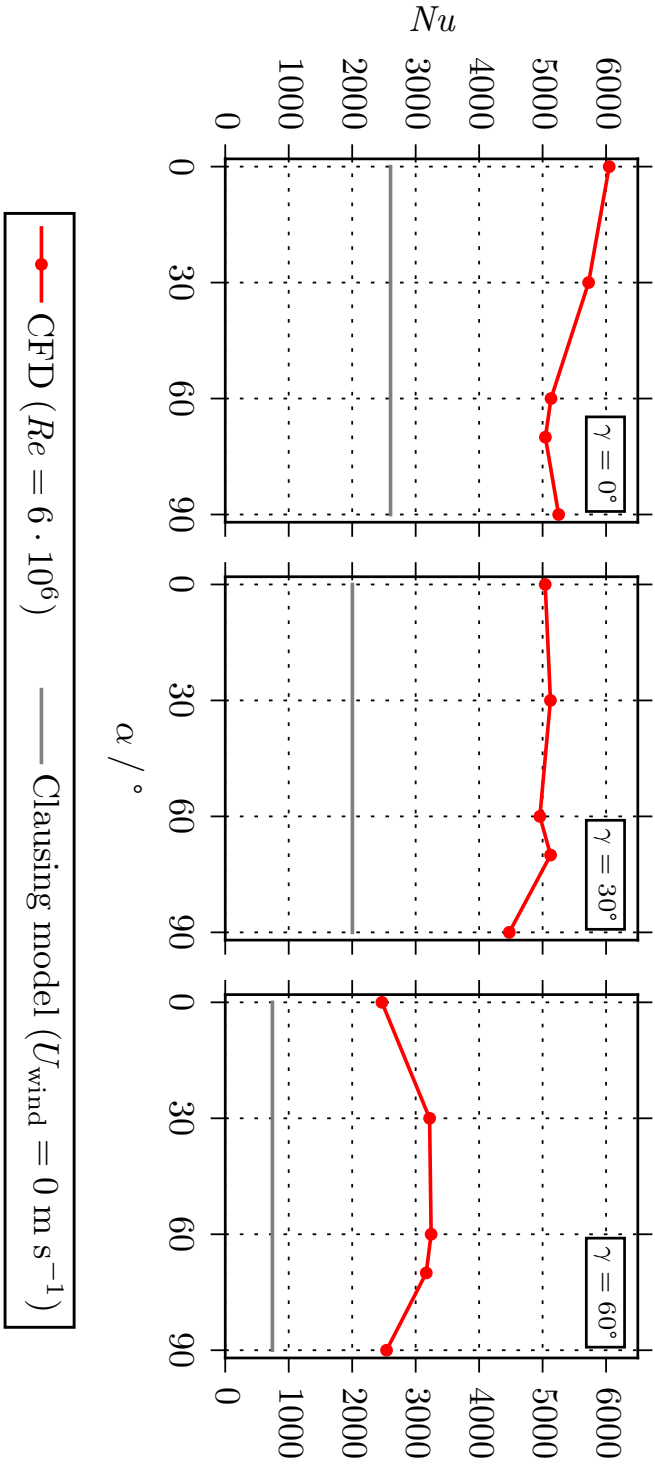 Nu
6000
5000
4000
3000
2000
1000
0
γ = 0°
γ = 30°
γ = 60°
6000
5000
4000
3000
2000
1000
0
0 30 60 90
0 30 60 90
0 30 60 90
α / °
CFD (Re = 6 · 10⁶) Clausing model (U_wind = 0 m s⁻¹)